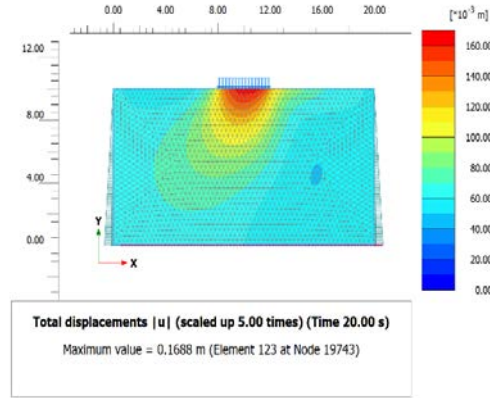 0.00 4.00 8.00 12.00 16.00 20.00
[*10⁻³ m]
12.00
8.00
4.00
0.00
160.00
140.00
120.00
100.00
80.00
60.00
40.00
20.00
0.00
Y
X
Total displacements |u| (scaled up 5.00 times) (Time 20.00 s)
Maximum value = 0.1688 m (Element 123 at Node 19743)